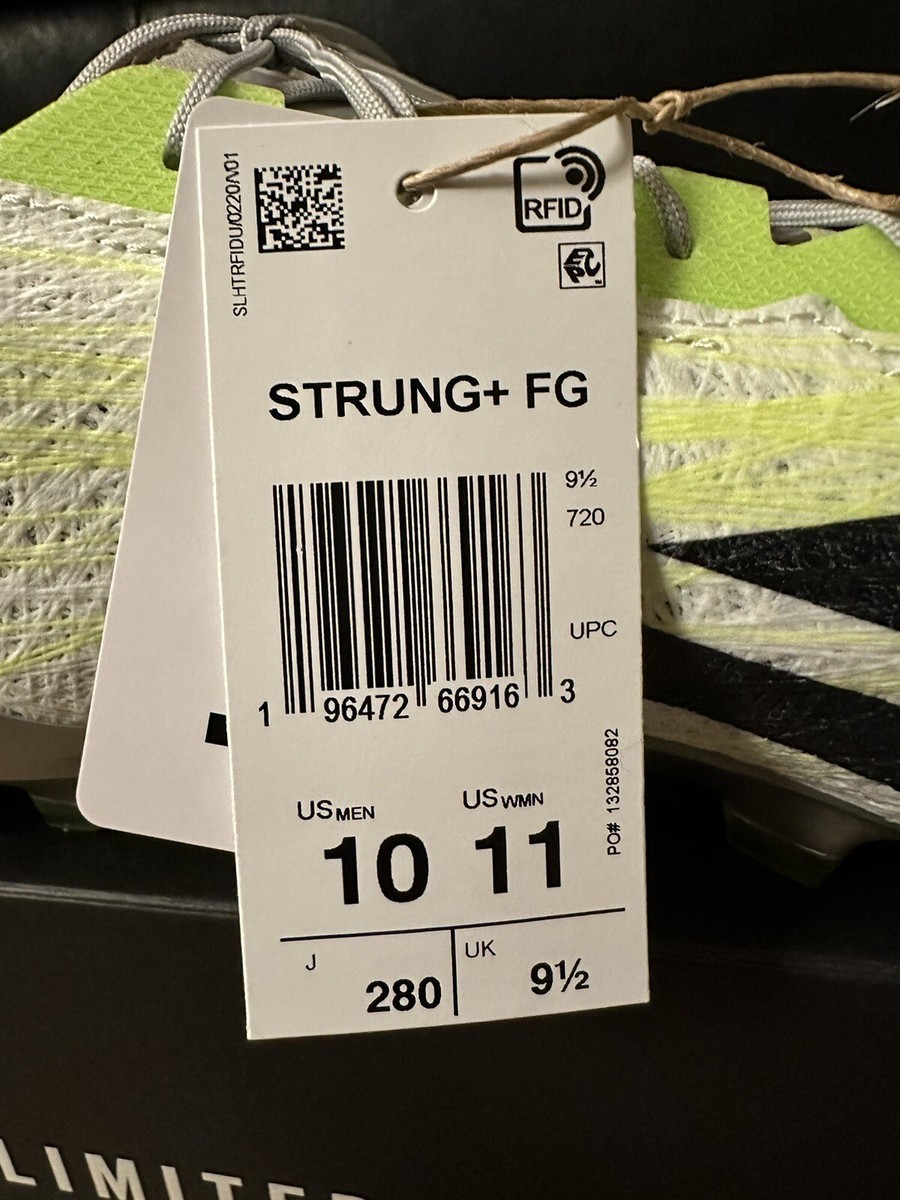 SLHTRFIDU/0220/V01
RFID
EPC
STRUNG+ FG
9½
720
UPC
1 96472 66916 3
PO# 132858082
US MEN US WMN
10 11
J UK
280 9½